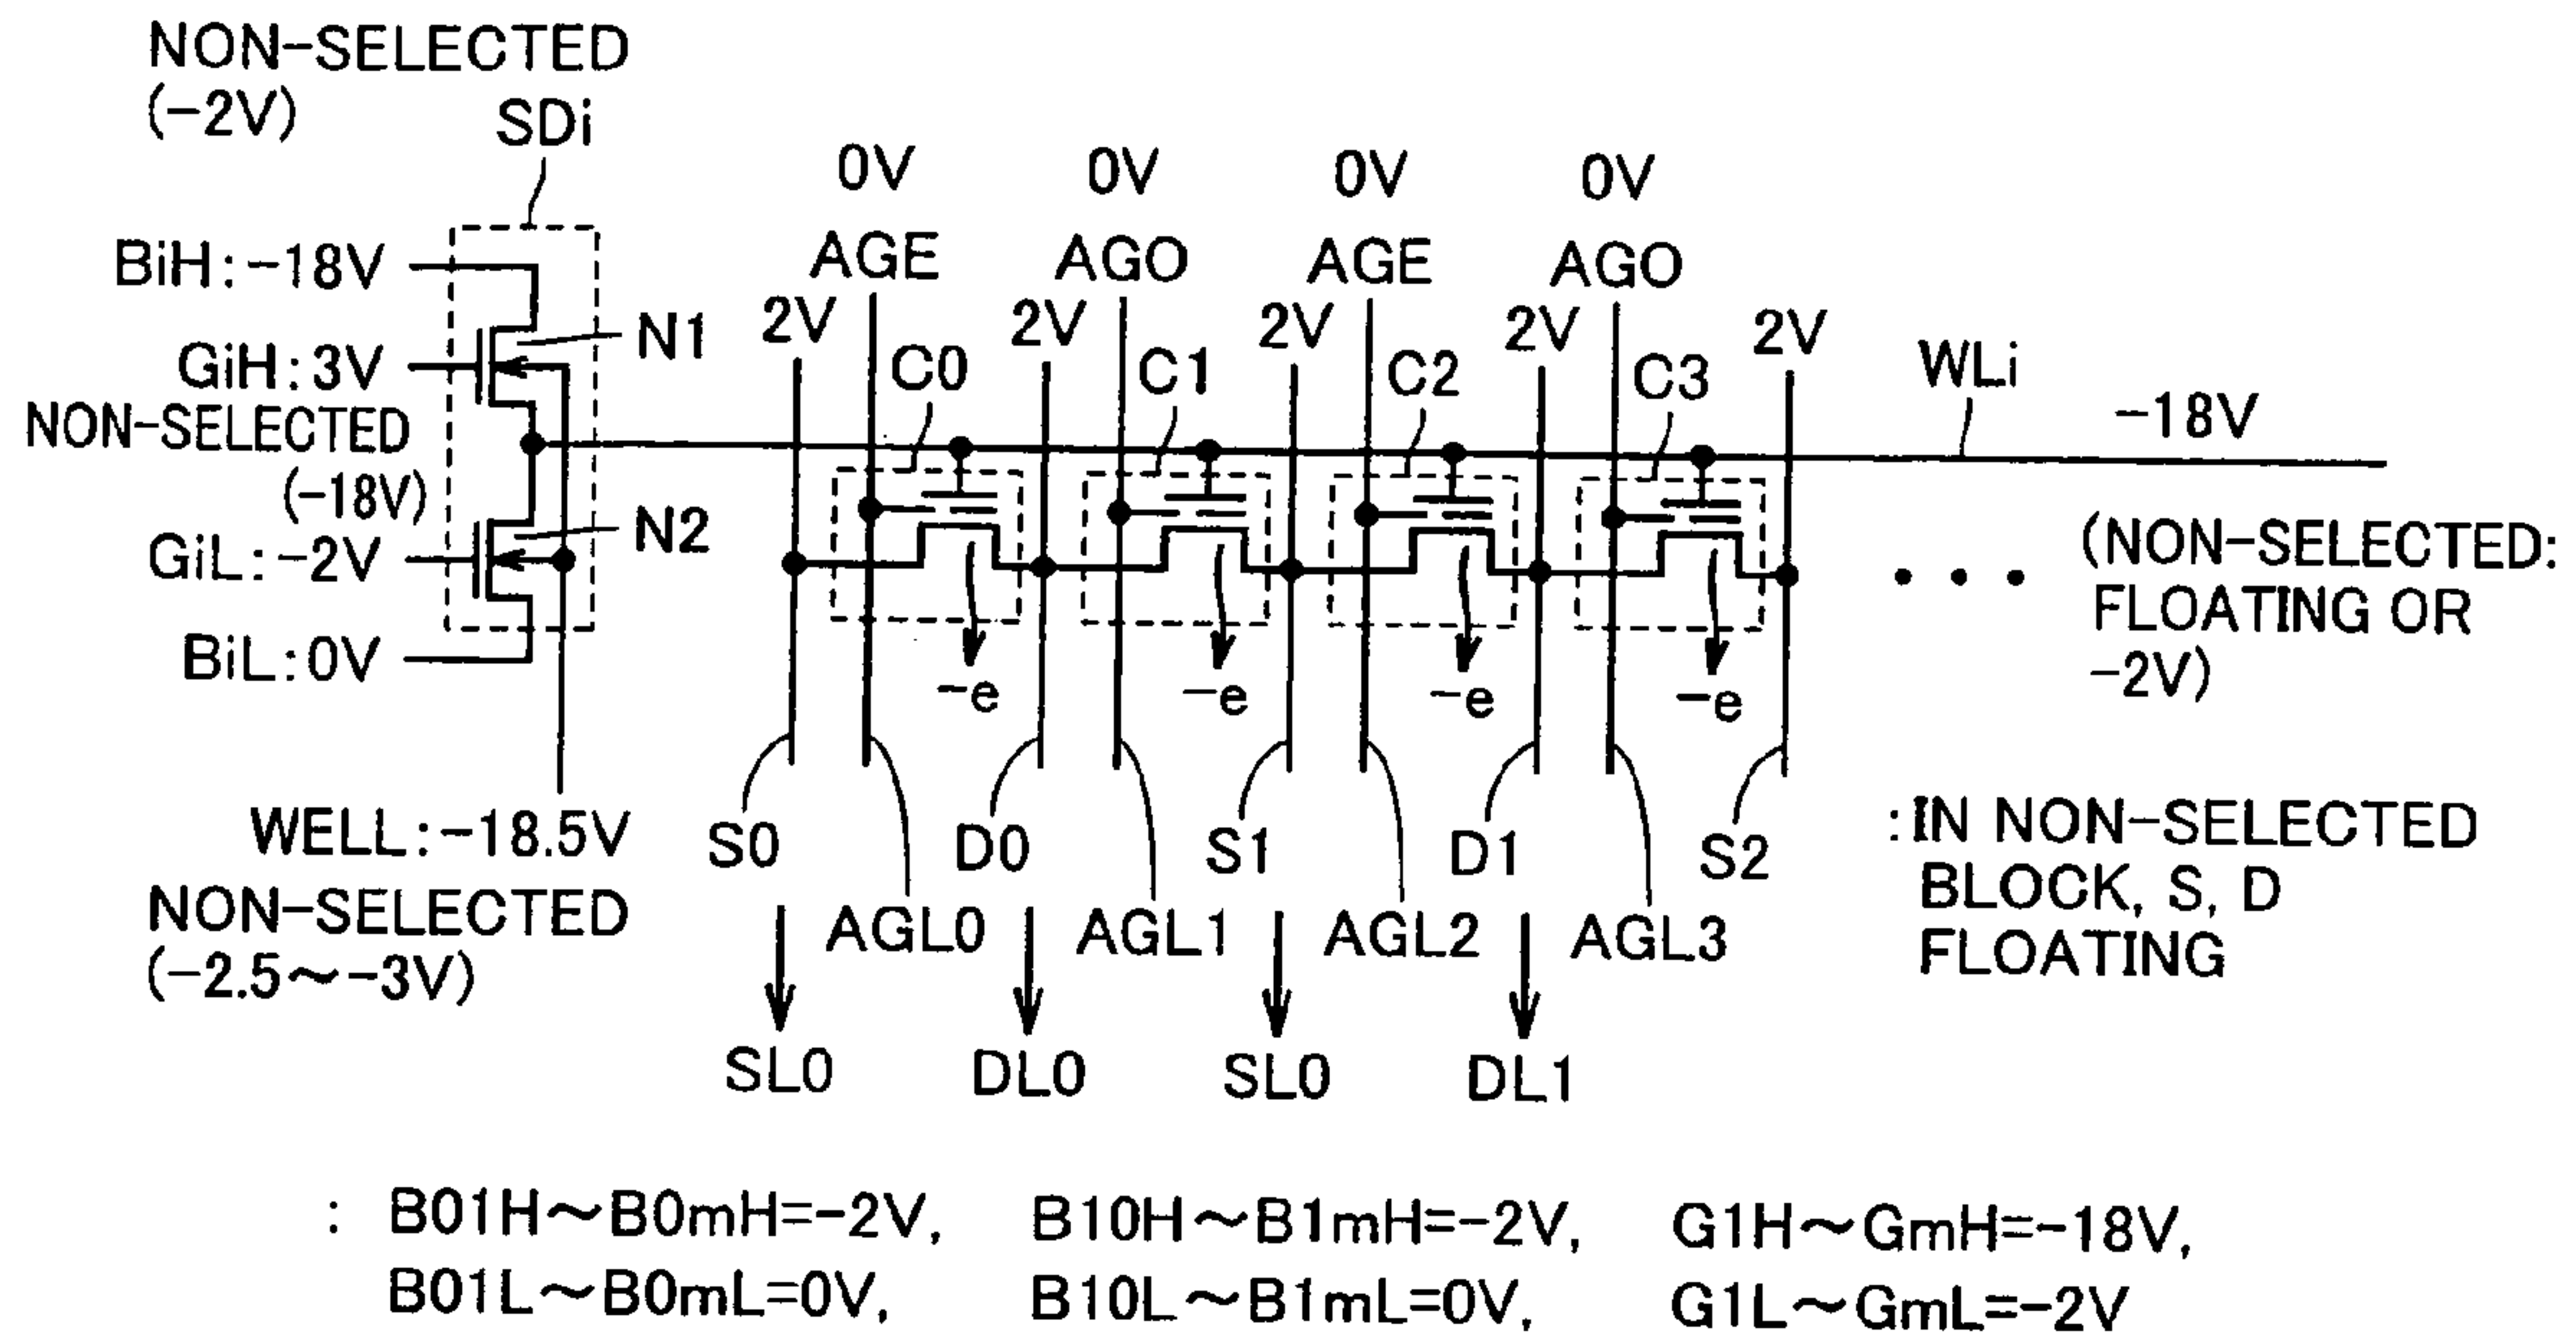 NON-SELECTED
(-2V)
SDi
0V
0V
0V
0V
AGE
AGO
AGE
AGO
BiH:-18V
2V
2V
2V
2V
2V
N1
GiH:3V
C0
C1
C2
C3
WLi
-18V
NON-SELECTED
(-18V)
GiL:-2V
N2
(NON-SELECTED:
FLOATING OR
-2V)
BiL:0V
-e
-e
-e
-e
WELL:-18.5V
S0
D0
S1
D1
S2
:IN NON-SELECTED
BLOCK, S, D
FLOATING
NON-SELECTED
(-2.5~-3V)
AGL0
AGL1
AGL2
AGL3
SL0
DL0
SL0
DL1
: B01H~B0mH=-2V, B10H~B1mH=-2V, G1H~GmH=-18V,
B01L~B0mL=0V, B10L~B1mL=0V, G1L~GmL=-2V